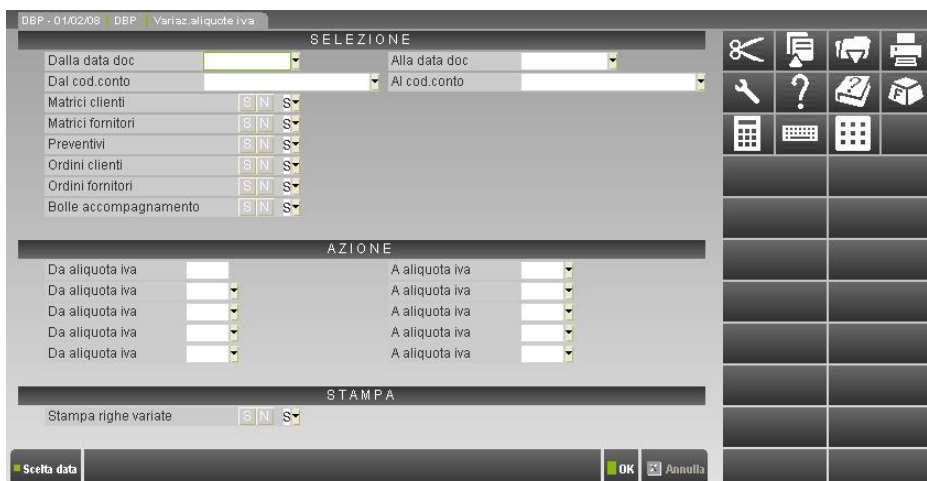 DBP - 01/02/08 DBP Variaz.aliquote iva
SELEZIONE
Dalla data doc Alla data doc
Dal cod.conto Al cod.conto
Matrici clienti S N S
Matrici fornitori S N S
Preventivi S N S
Ordini clienti S N S
Ordini fornitori S N S
Bolle accompagnamento S N S
AZIONE
Da aliquota iva A aliquota iva
Da aliquota iva A aliquota iva
Da aliquota iva A aliquota iva
Da aliquota iva A aliquota iva
Da aliquota iva A aliquota iva
STAMPA
Stampa righe variate S N S
Scelta data OK Annulla
? ? F